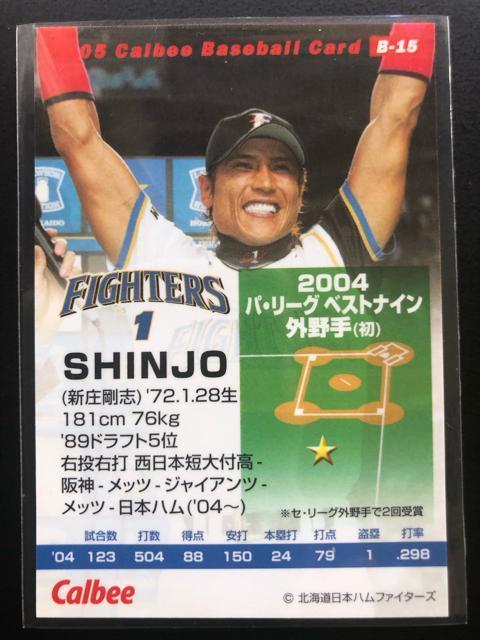 05 Calbee Baseball Card B-15
FIGHTERS
1
SHINJO
2004
パ・リーグ ベストナイン
外野手(初)
(新庄剛志) '72.1.28生
181cm 76kg
'89ドラフト5位
右投右打 西日本短大付高-
阪神-メッツ-ジャイアンツ-
メッツ-日本ハム('04〜)
※セ・リーグ外野手で2回受賞
試合数 打数 得点 安打 本塁打 打点 盗塁 打率
'04 123 504 88 150 24 79 1 .298
Calbee
© 北海道日本ハムファイターズ